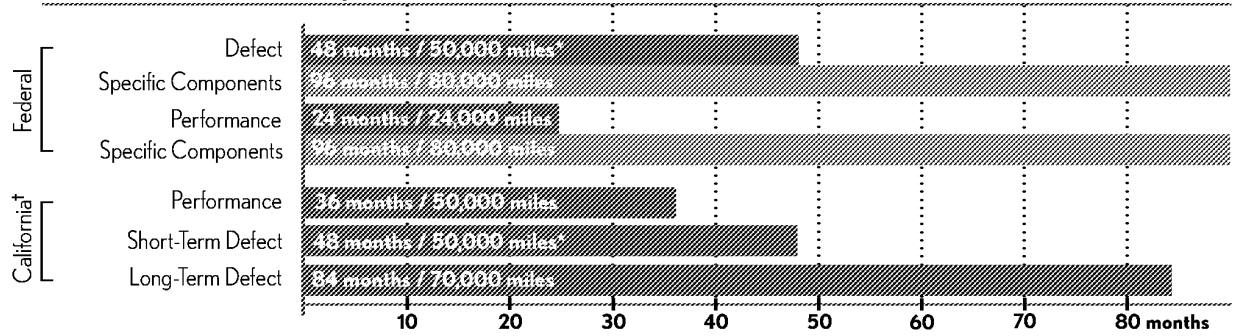 Federal
Defect 48 months / 50,000 miles*
Specific Components 96 months / 80,000 miles
Performance 24 months / 24,000 miles
Specific Components 96 months / 80,000 miles
California†
Performance 36 months / 50,000 miles
Short-Term Defect 48 months / 50,000 miles*
Long-Term Defect 84 months / 70,000 miles
10 20 30 40 50 60 70 80 months